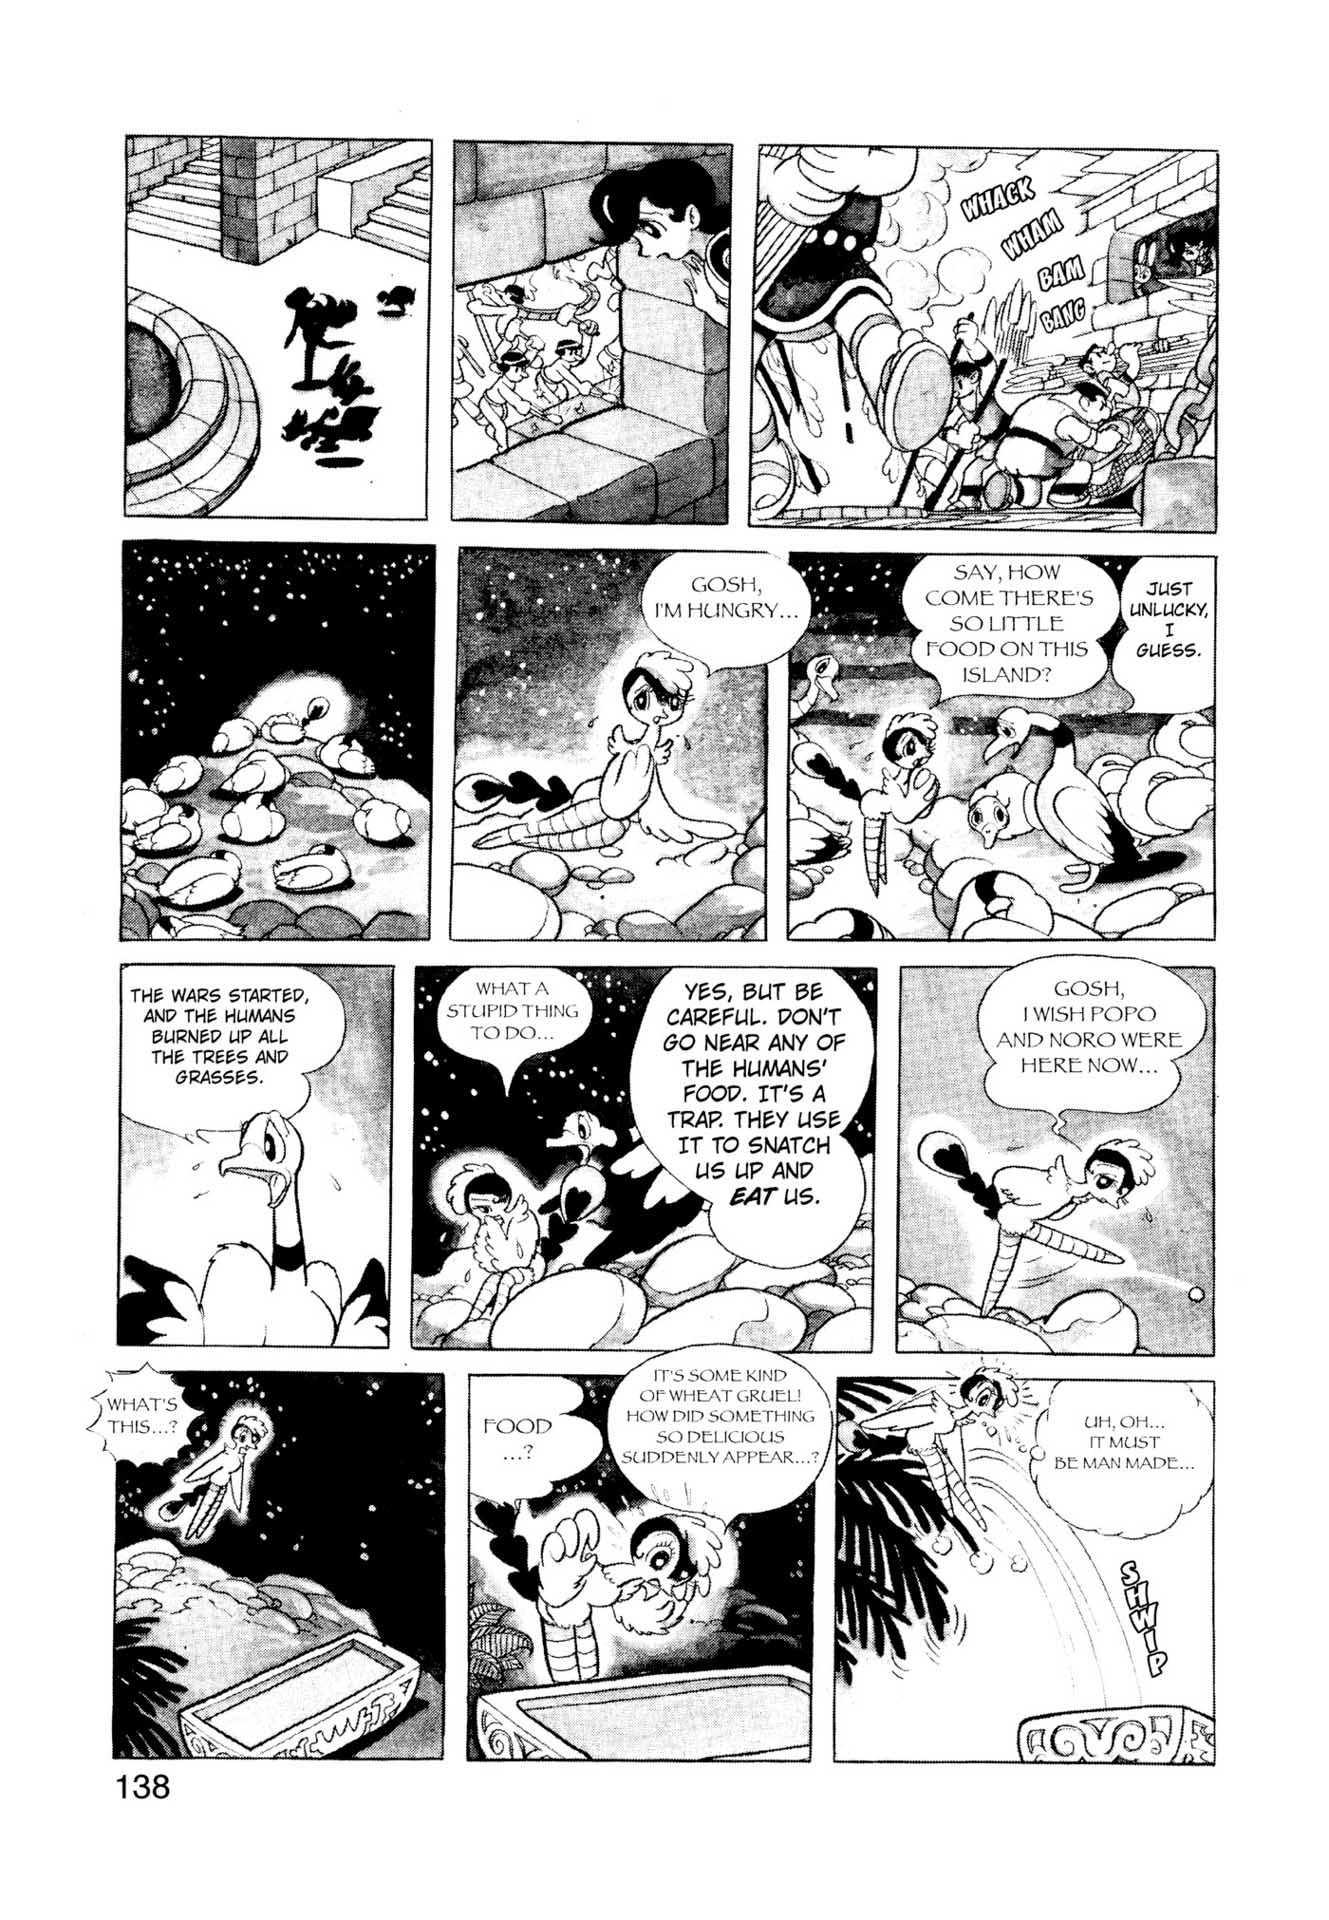 WHACK
WHAM
BAM
BANG
GOSH,
I'M HUNGRY...
SAY, HOW
COME THERE'S
SO LITTLE
FOOD ON THIS
ISLAND?
JUST
UNLUCKY,
I
GUESS.
THE WARS STARTED,
AND THE HUMANS
BURNED UP ALL
THE TREES AND
GRASSES.
WHAT A
STUPID THING
TO DO...
YES, BUT BE
CAREFUL. DON'T
GO NEAR ANY OF
THE HUMANS'
FOOD. IT'S A
TRAP. THEY USE
IT TO SNATCH
US UP AND
EAT US.
GOSH,
I WISH POPO
AND NORO WERE
HERE NOW...
WHAT'S
THIS...?
FOOD
...?
IT'S SOME KIND
OF WHEAT GRUEL!
HOW DID SOMETHING
SO DELICIOUS
SUDDENLY APPEAR...?
UH, OH...
IT MUST
BE MAN MADE...
SHWIP
138